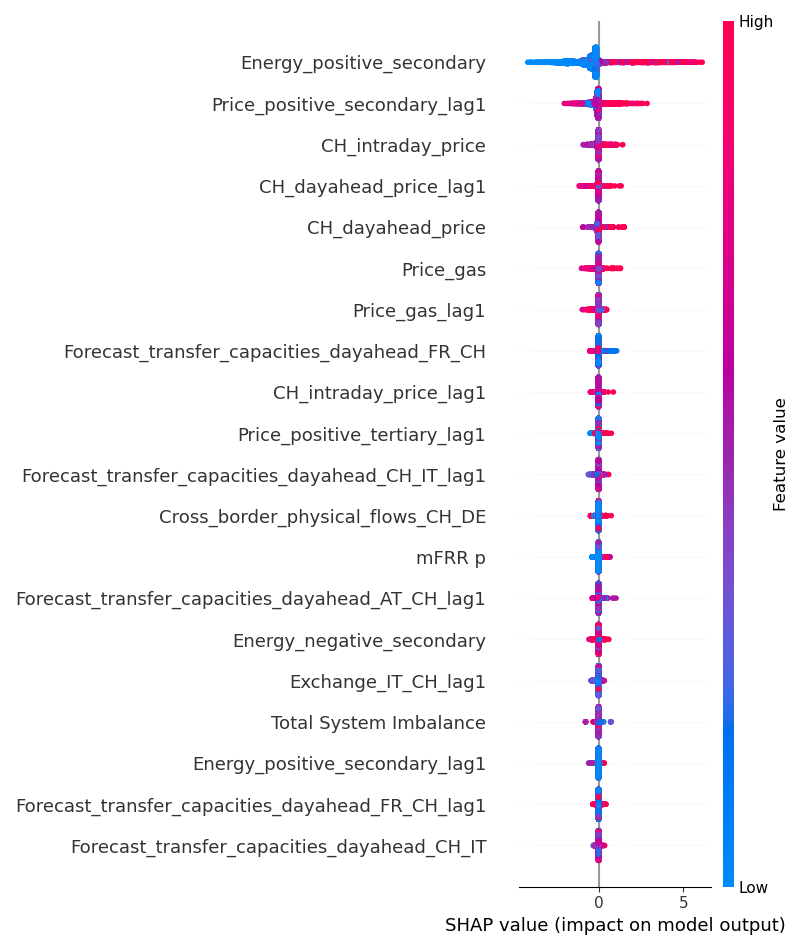 High
Energy_positive_secondary
Price_positive_secondary_lag1
CH_intraday_price
CH_dayahead_price_lag1
CH_dayahead_price
Price_gas
Price_gas_lag1
Forecast_transfer_capacities_dayahead_FR_CH
CH_intraday_price_lag1
Price_positive_tertiary_lag1
Forecast_transfer_capacities_dayahead_CH_IT_lag1
Cross_border_physical_flows_CH_DE
mFRR p
Forecast_transfer_capacities_dayahead_AT_CH_lag1
Energy_negative_secondary
Exchange_IT_CH_lag1
Total System Imbalance
Energy_positive_secondary_lag1
Forecast_transfer_capacities_dayahead_FR_CH_lag1
Forecast_transfer_capacities_dayahead_CH_IT
Feature value
Low
0 5
SHAP value (impact on model output)